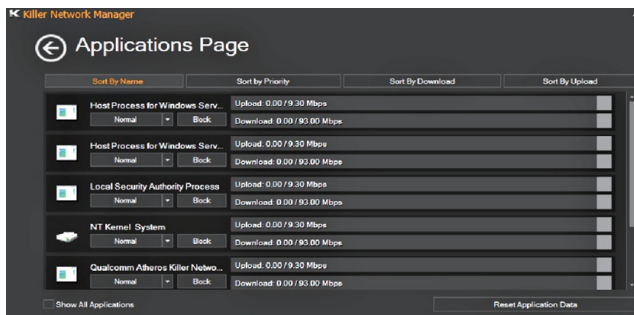 Killer Network Manager
Applications Page
Sort By Name Sort by Priority Sort By Download Sort By Upload
Host Process for Windows Serv... Upload: 0.00 / 9.30 Mbps
Normal Block Download: 0.00 / 93.00 Mbps
Host Process for Windows Serv... Upload: 0.00 / 9.30 Mbps
Normal Block Download: 0.00 / 93.00 Mbps
Local Security Authority Process Upload: 0.00 / 9.30 Mbps
Normal Block Download: 0.00 / 93.00 Mbps
NT Kernel System Upload: 0.00 / 9.30 Mbps
Normal Block Download: 0.00 / 93.00 Mbps
Qualcomm Atheros Killer Netwo... Upload: 0.00 / 9.30 Mbps
Normal Block Download: 0.00 / 93.00 Mbps
Show All Applications Reset Application Data